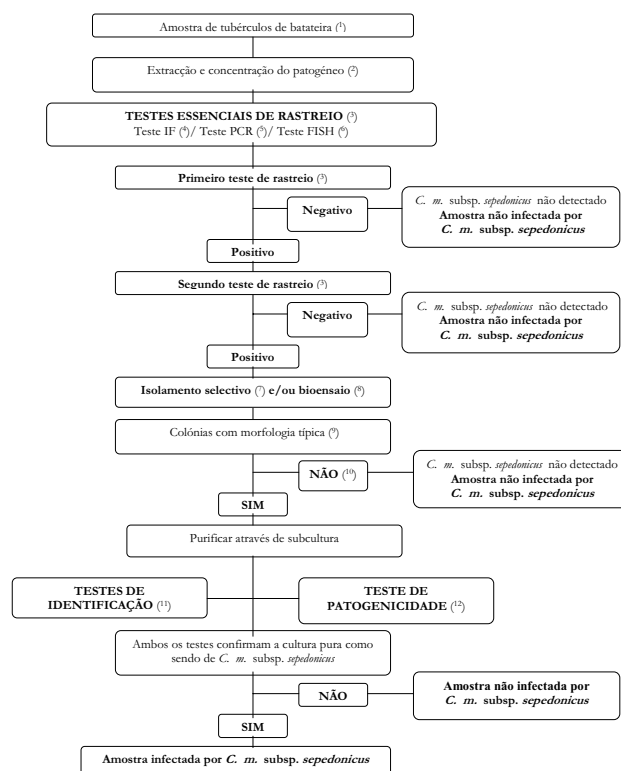 Amostra de tubérculos de batateira (¹)
Extracção e concentração do patogéneo (²)
TESTES ESSENCIAIS DE RASTREIO (³)
Teste IF (⁴)/ Teste PCR (⁵)/ Teste FISH (⁶)
Primeiro teste de rastreio (³)
Negativo
C. m. subsp. sepedonicus não detectado
Amostra não infectada por
C. m. subsp. sepedonicus
Positivo
Segundo teste de rastreio (³)
Negativo
C. m. subsp. sepedonicus não detectado
Amostra não infectada por
C. m. subsp. sepedonicus
Positivo
Isolamento selectivo (⁷) e/ou bioensaio (⁸)
Colónias com morfologia típica (⁹)
NÃO (¹⁰)
C. m. subsp. sepedonicus não detectado
Amostra não infectada por
C. m. subsp. sepedonicus
SIM
Purificar através de subcultura
TESTES DE
IDENTIFICAÇÃO (¹¹)
TESTE DE
PATOGENICIDADE (¹²)
Ambos os testes confirmam a cultura pura como
sendo de C. m. subsp. sepedonicus
NÃO
Amostra não infectada por
C. m. subsp. sepedonicus
SIM
Amostra infectada por C. m. subsp. sepedonicus